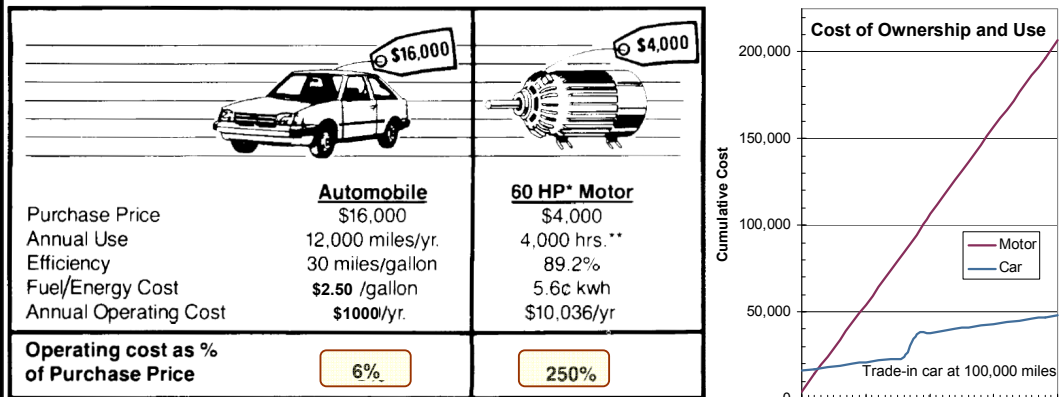 $16,000
$4,000
Automobile 60 HP* Motor
Purchase Price $16,000 $4,000
Annual Use 12,000 miles/yr. 4,000 hrs.**
Efficiency 30 miles/gallon 89.2%
Fuel/Energy Cost $2.50 /gallon 5.6¢ kwh
Annual Operating Cost $1000/yr. $10,036/yr
Operating cost as %
of Purchase Price 6% 250%
Cost of Ownership and Use
200,000
150,000
100,000
50,000
0
Cumulative Cost
Motor
Car
Trade-in car at 100,000 miles